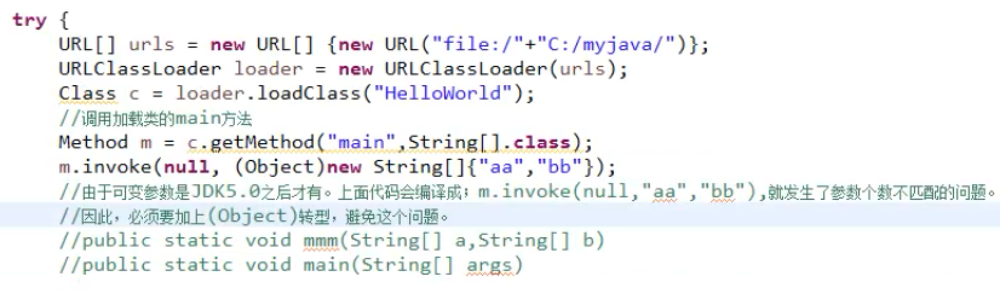 try {
URL[] urls = new URL[] {new URL("file:/"+"C:/myjava/")};
URLClassLoader loader = new URLClassLoader(urls);
Class c = loader.loadClass("HelloWorld");
//调用加载类的main方法
Method m = c.getMethod("main",String[].class);
m.invoke(null, (Object)new String[]{"aa","bb"});
//由于可变参数是JDK5.0之后才有。上面代码会编译成；m.invoke(null,"aa","bb"),就发生了参数个数不匹配的问题。
//因此，必须要加上(Object)转型，避免这个问题。
//public static void mmm(String[] a,String[] b)
//public static void main(String[] args)